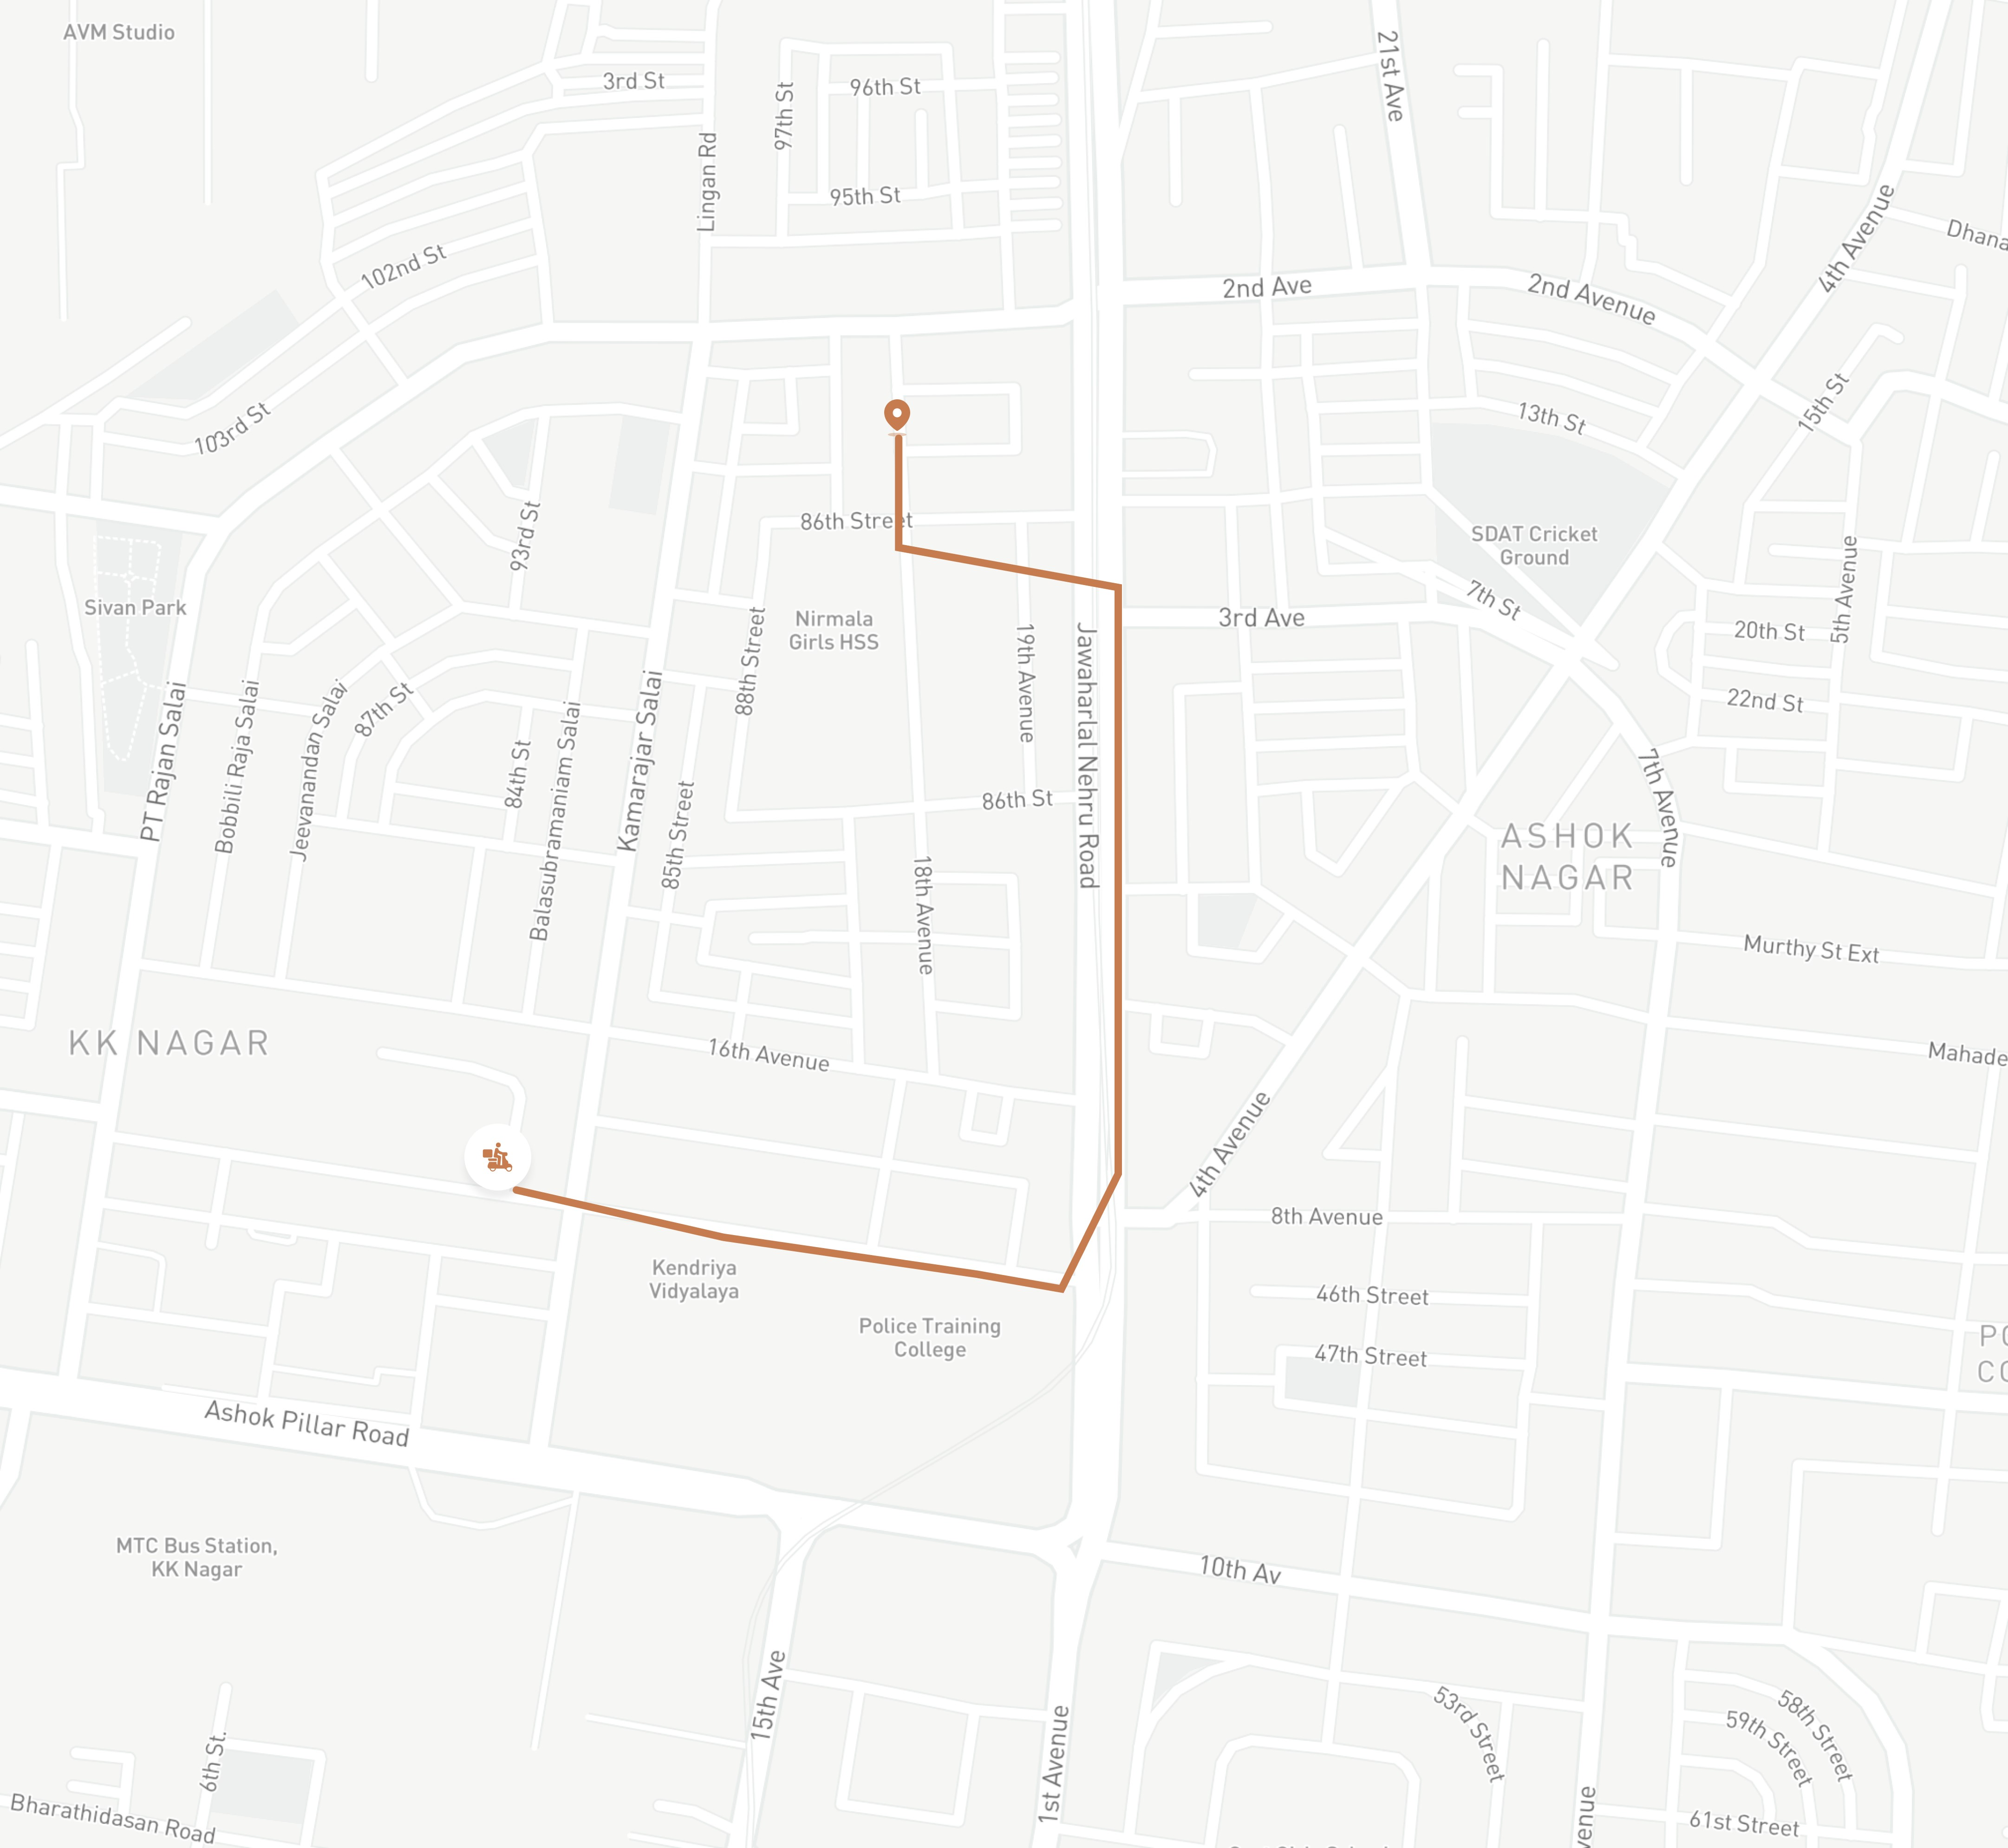 AVM Studio
3rd St
97th St
96th St
21st Ave
Lingan Rd
95th St
4th Avenue
102nd St
2nd Ave
2nd Avenue
103rd St
13th St
15th St
86th Street
93rd St
SDAT Cricket
Ground
7th St
5th Avenue
Sivan Park
Nirmala
Girls HSS
3rd Ave
20th St
88th Street
19th Avenue
Jawaharlal Nehru Road
22nd St
PT Rajan Salai
Bobbili Raja Salai
Jeevanandan Salai
87th St
84th St
Balasubramaniam Salai
Kamarajar Salai
85th Street
86th St
7th Avenue
ASHOK
NAGAR
18th Avenue
Murthy St Ext
KK NAGAR
16th Avenue
4th Avenue
8th Avenue
Kendriya
Vidyalaya
46th Street
Police Training
College
47th Street
Ashok Pillar Road
MTC Bus Station,
KK Nagar
10th Av
15th Ave
1st Avenue
53rd Street
58th Street
59th Street
6th St.
61st Street
Bharathidasan Road